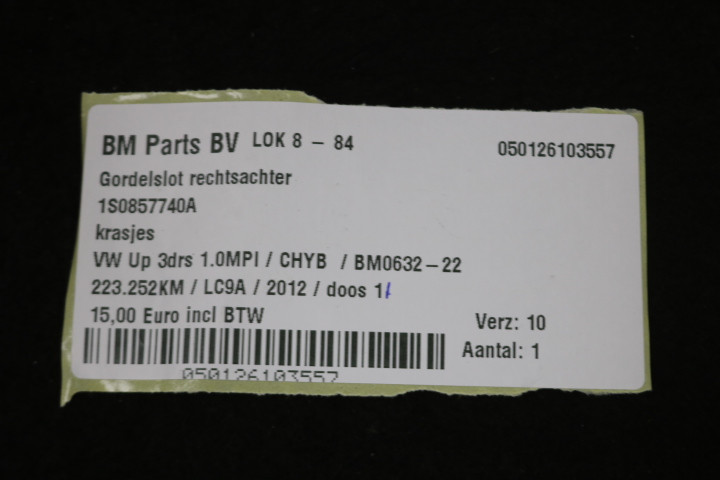 BM Parts BV LOK 8 - 84 050126103557
Gordelslot rechtsachter
1S0857740A
krasjes
VW Up 3drs 1.0MPI / CHYB / BM0632-22
223.252KM / LC9A / 2012 / doos 11
15,00 Euro incl BTW
Verz: 10
Aantal: 1
050126103557